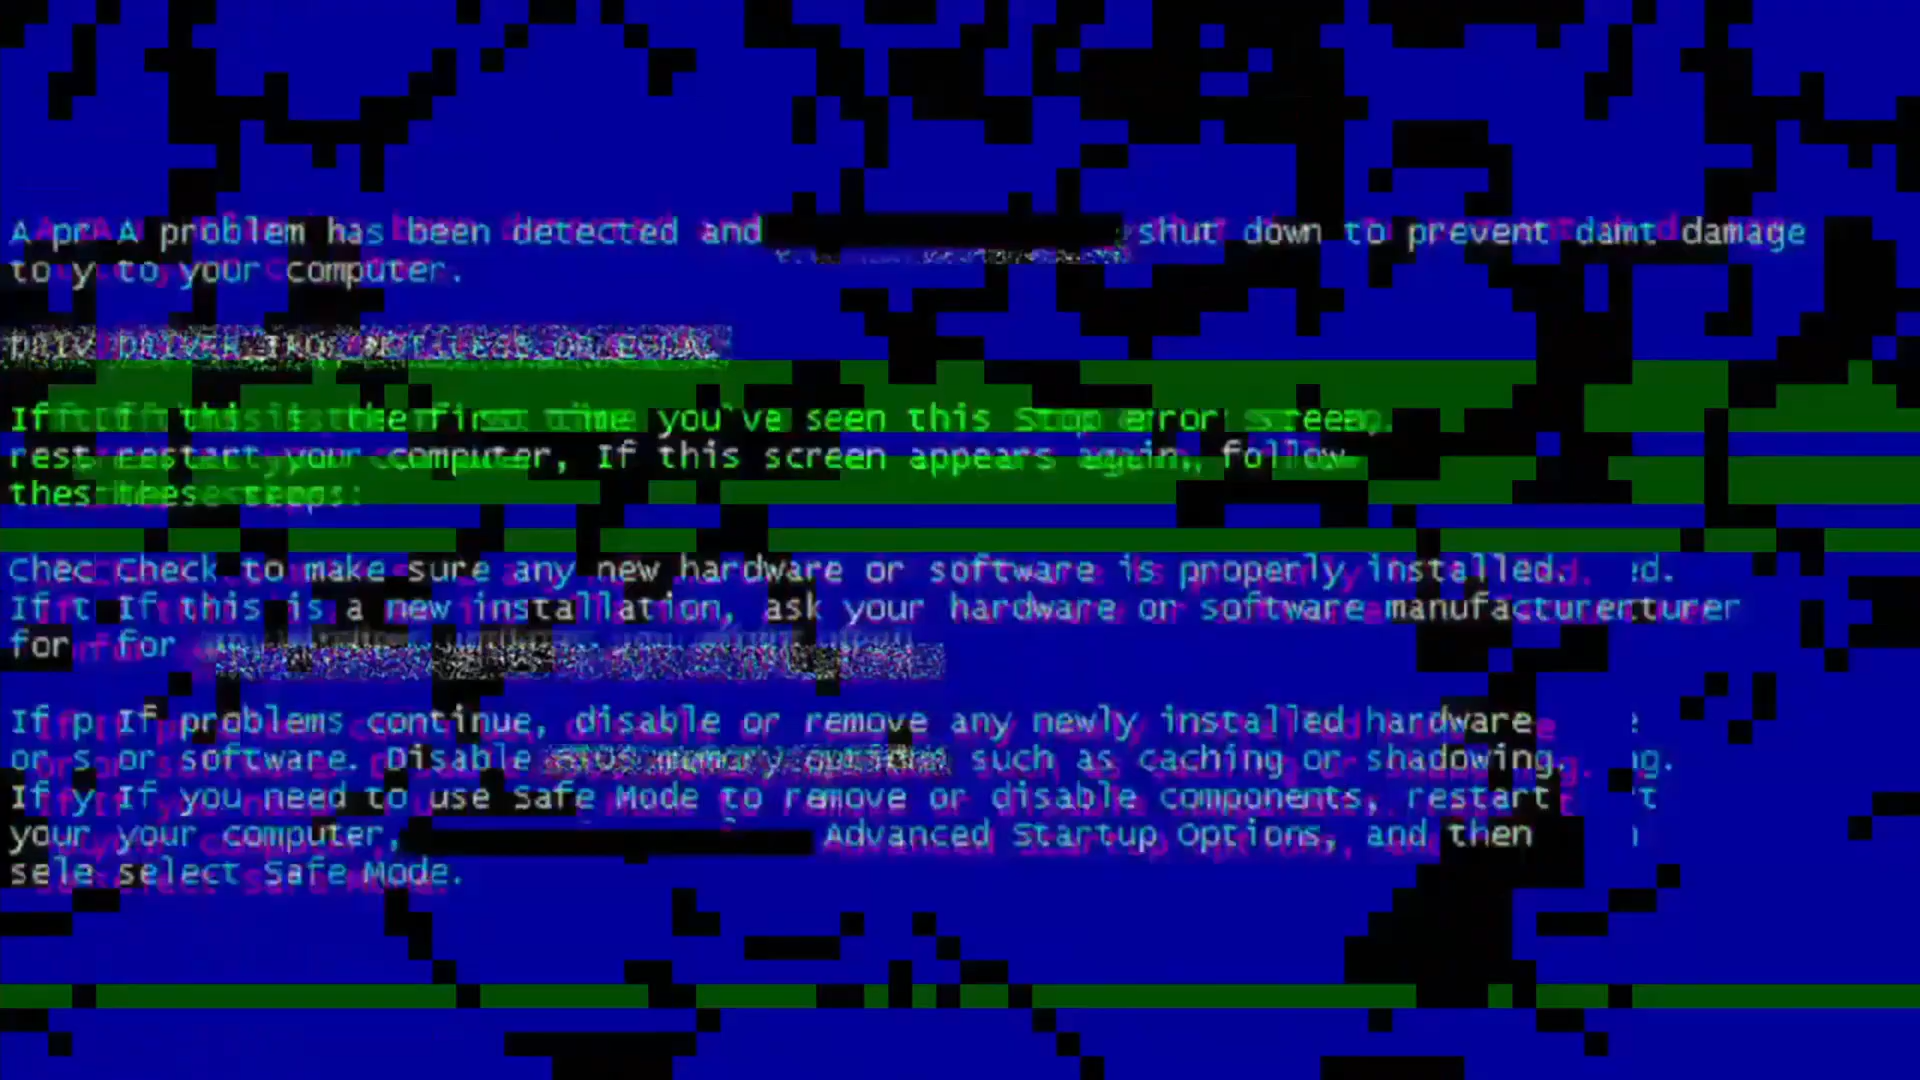 A pr A problem has been detected and shut down to prevent damt damage
to y to your computer.
If this is the first time you've seen this Stop error screen,
rest restart your computer, If this screen appears again, follow
thes these steps:
Chec Check to make sure any new hardware or software is properly installed. d.
If t If this is a new installation, ask your hardware or software manufacturerturer
for for
If p If problems continue, disable or remove any newly installed hardware
or s or software. Disable such as caching or shadowing. g.
If y If you need to use Safe Mode to remove or disable components, restart t
your your computer, Advanced Startup Options, and then
sele select Safe Mode.